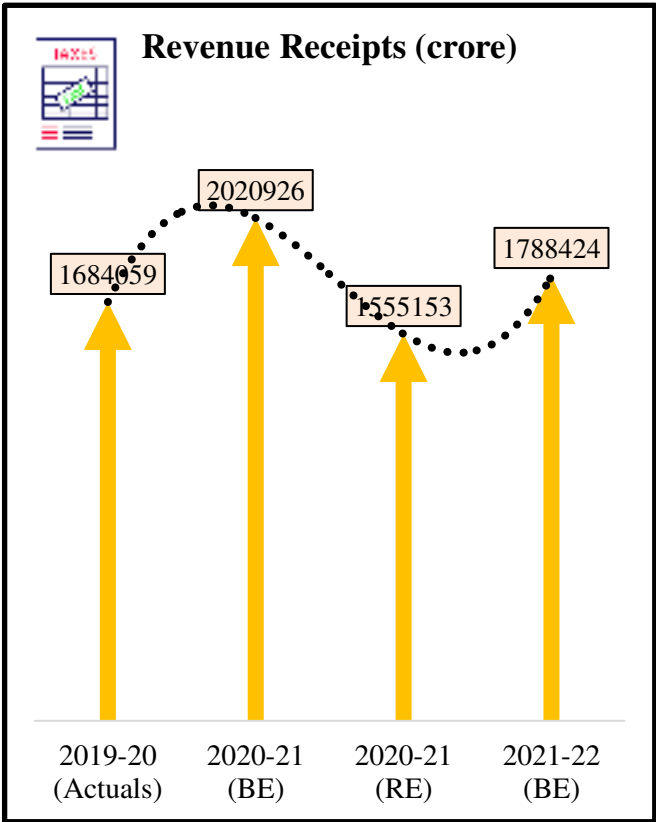 TAXES
Revenue Receipts (crore)
2020926
1788424
1684059
1555153
2019-20
(Actuals)
2020-21
(BE)
2020-21
(RE)
2021-22
(BE)